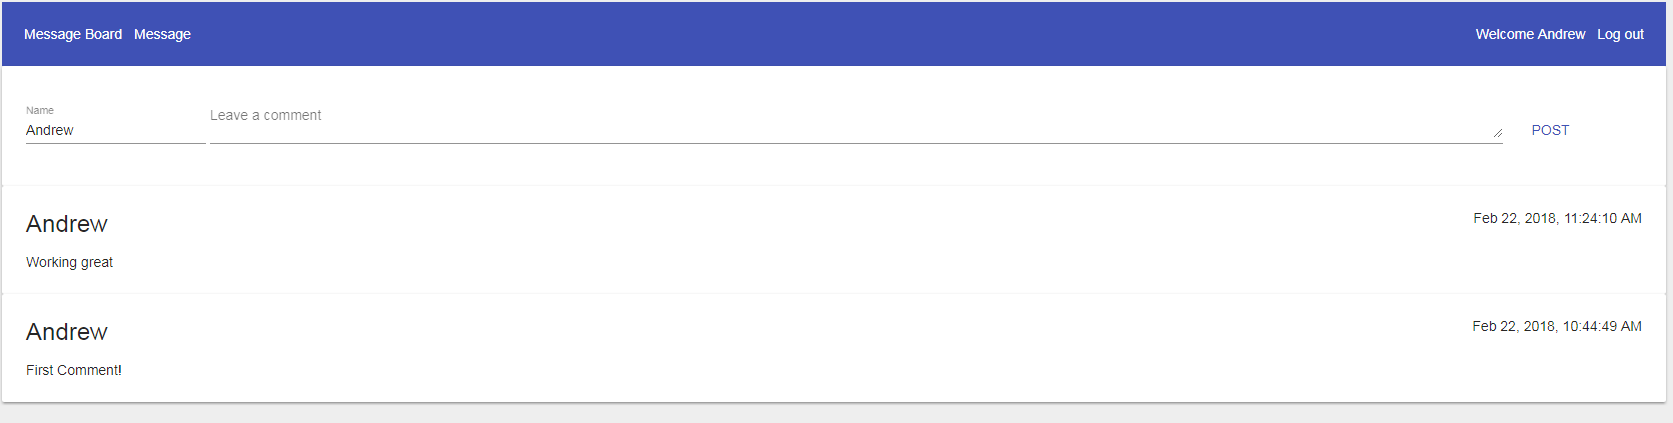 Message Board Message Welcome Andrew Log out
Name
Andrew
Leave a comment
POST
Andrew
Feb 22, 2018, 11:24:10 AM
Working great
Andrew
Feb 22, 2018, 10:44:49 AM
First Comment!